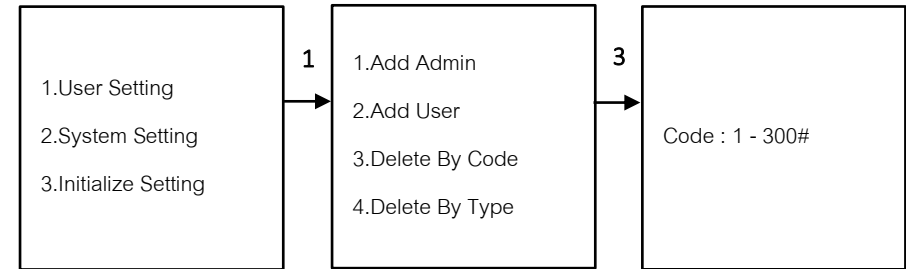 1.User Setting
2.System Setting
3.Initialize Setting
1
1.Add Admin
2.Add User
3.Delete By Code
4.Delete By Type
3
Code : 1 - 300#